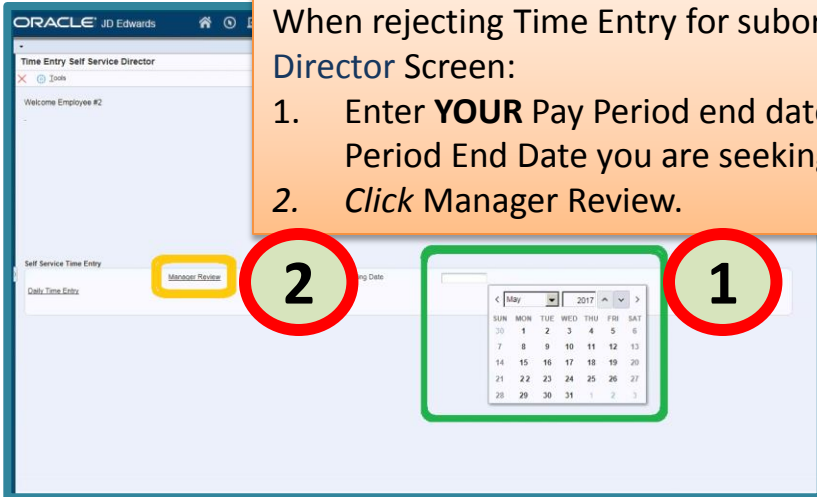 ORACLE JD Edwards
When rejecting Time Entry for
Director Screen:
1. Enter YOUR Pay Period end
Period End Date you are
2. Click Manager Review.
Time Entry Self Service Director
Tools
Welcome Employee #2
Self Service Time Entry
Manager Review
Date
Daily Time Entry
2
1
< May 2017 >
SUN MON TUE WED THU FRI SAT
30 1 2 3 4 5 6
7 8 9 10 11 12 13
14 15 16 17 18 19 20
21 22 23 24 25 26 27
28 29 30 31 1 2 3